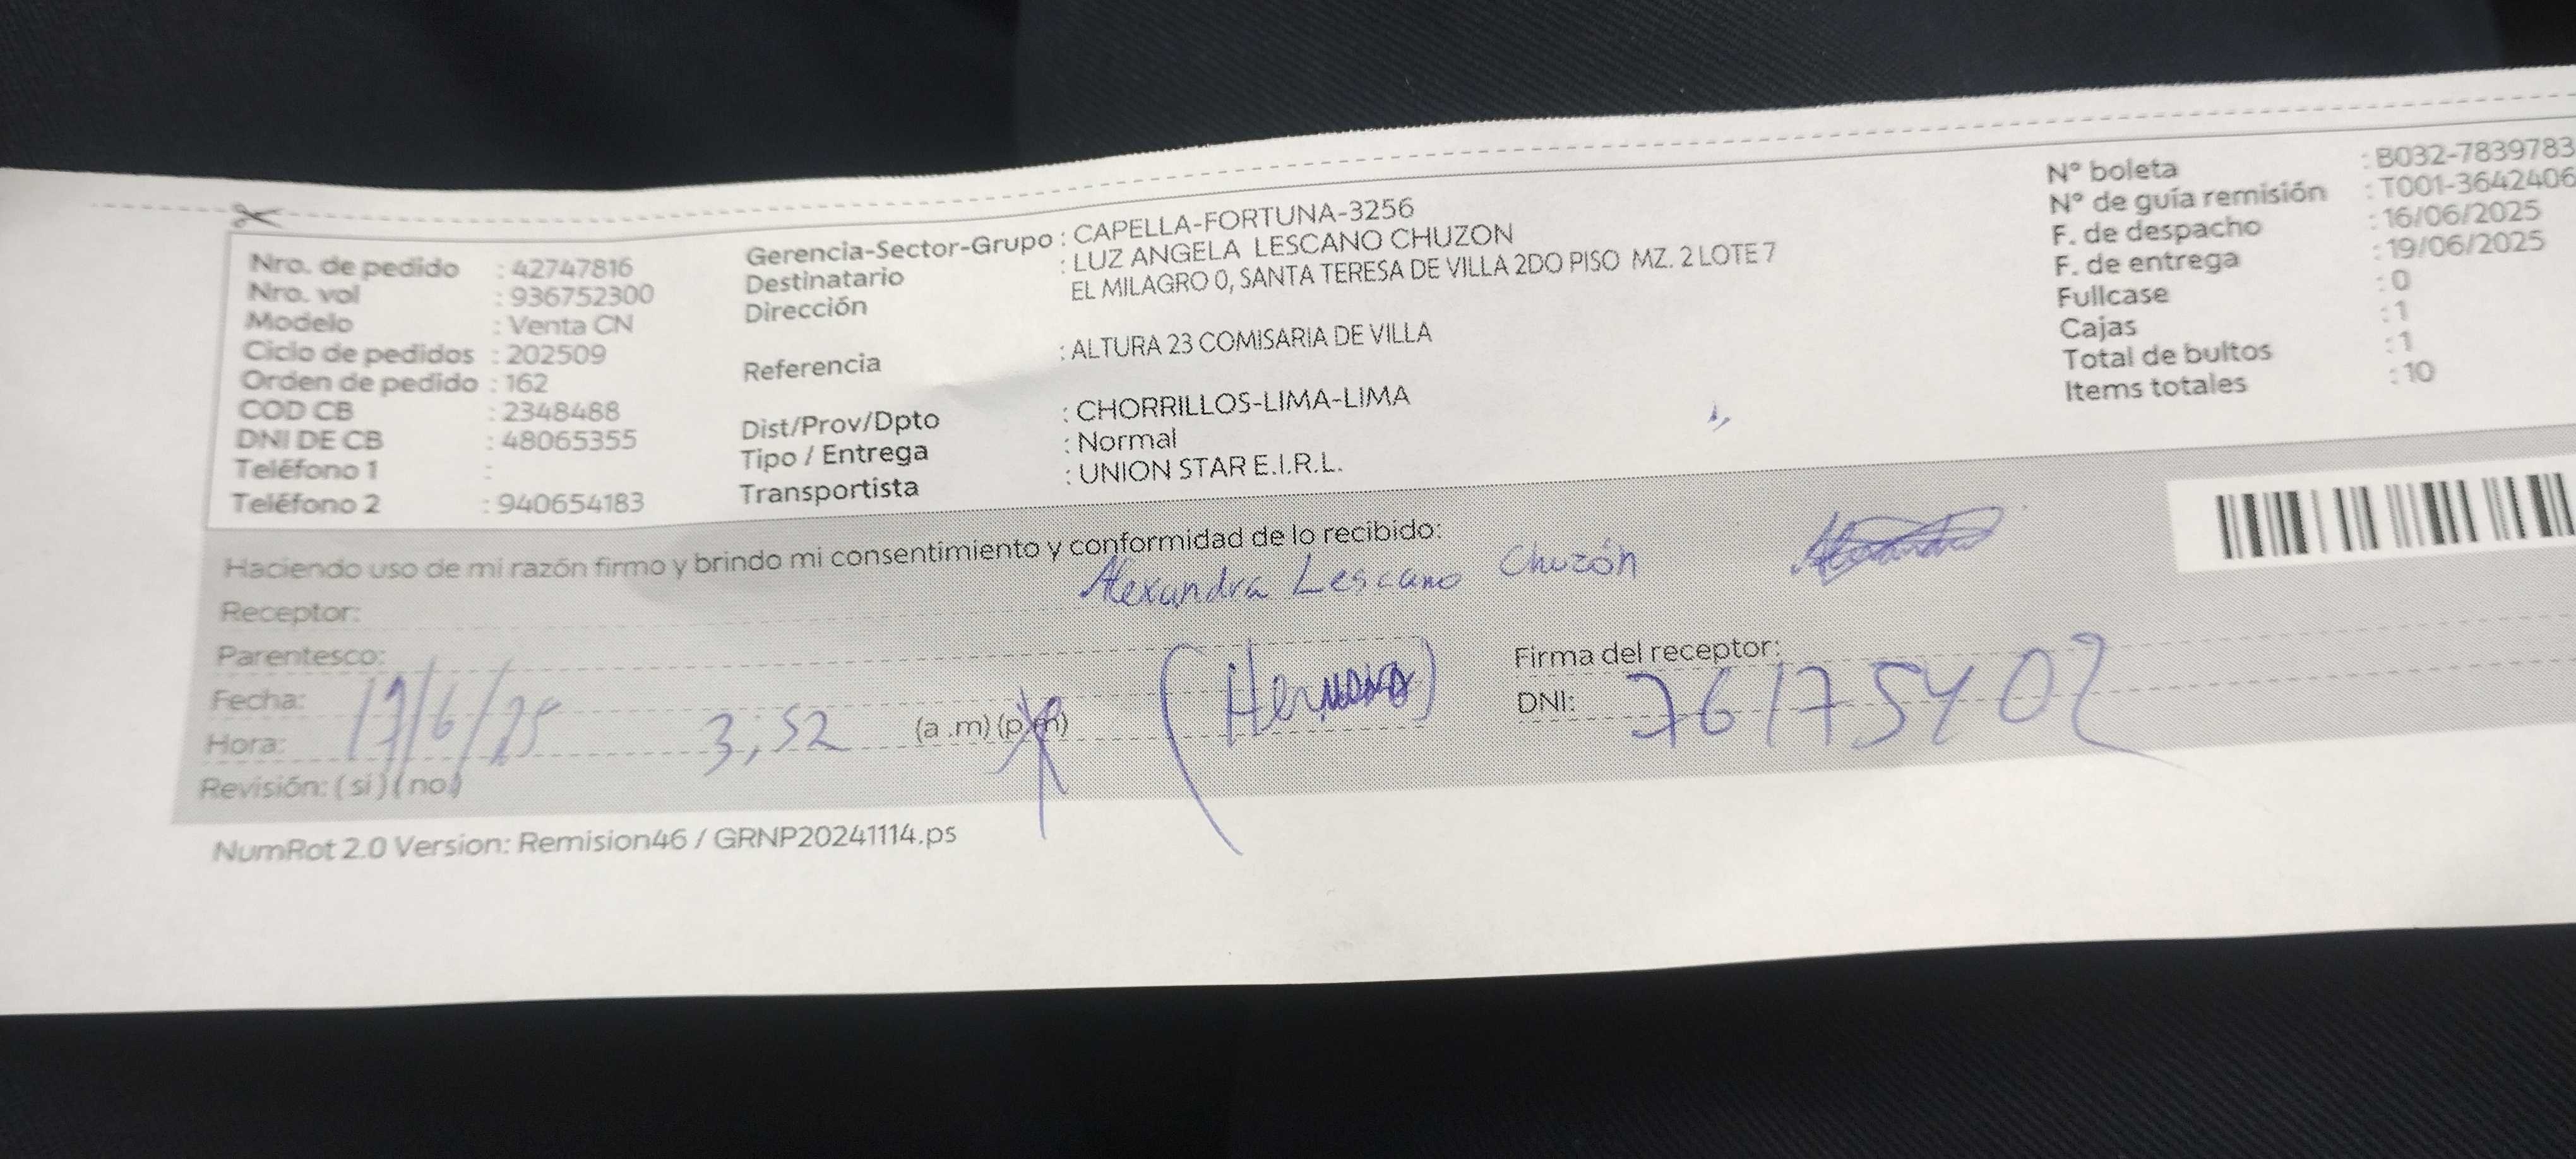 Nro. de pedido : 42747816
Nro. vol : 936752300
Modelo : Venta CN
Ciclo de pedidos : 202509
Orden de pedido : 162
COD CB : 2348488
DNI DE CB : 48065355
Teléfono 1 :
Teléfono 2 : 940654183
Gerencia-Sector-Grupo : CAPELLA-FORTUNA-3256
Destinatario : LUZ ANGELA LESCANO CHUZON
Dirección EL MILAGRO 0, SANTA TERESA DE VILLA 2DO PISO MZ. 2 LOTE 7
Referencia : ALTURA 23 COMISARIA DE VILLA
Dist/Prov/Dpto : CHORRILLOS-LIMA-LIMA
Tipo / Entrega : Normal
Transportista : UNION STAR E.I.R.L.
N° boleta : B032-7839783
N° de guía remisión : T001-3642406
F. de despacho : 16/06/2025
F. de entrega : 19/06/2025
Fullcase : 0
Cajas : 1
Total de bultos : 1
Items totales : 10
Haciendo uso de mi razón firmo y brindo mi consentimiento y conformidad de lo recibido:
Receptor: Alexandra Lescano Chuzón
Parentesco: (Hermana)
Firma del receptor:
Fecha: /6/25
DNI: 76175402
Hora: 3,52 (a .m) (p.m)
Revisión: ( si ) ( no )
NumRot 2.0 Version: Remision46 / GRNP20241114.ps